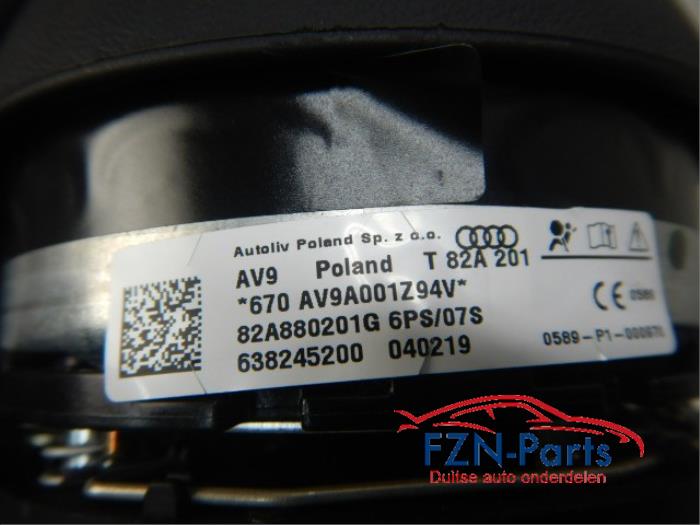 Autoliv Poland Sp. z o.o.
AV9 Poland T 82A 201
*670 AV9A001Z94V*
82A880201G 6PS/07S
638245200 040219
CE 0589
0589-P1-000670
FZN-Parts
Duitse auto onderdelen